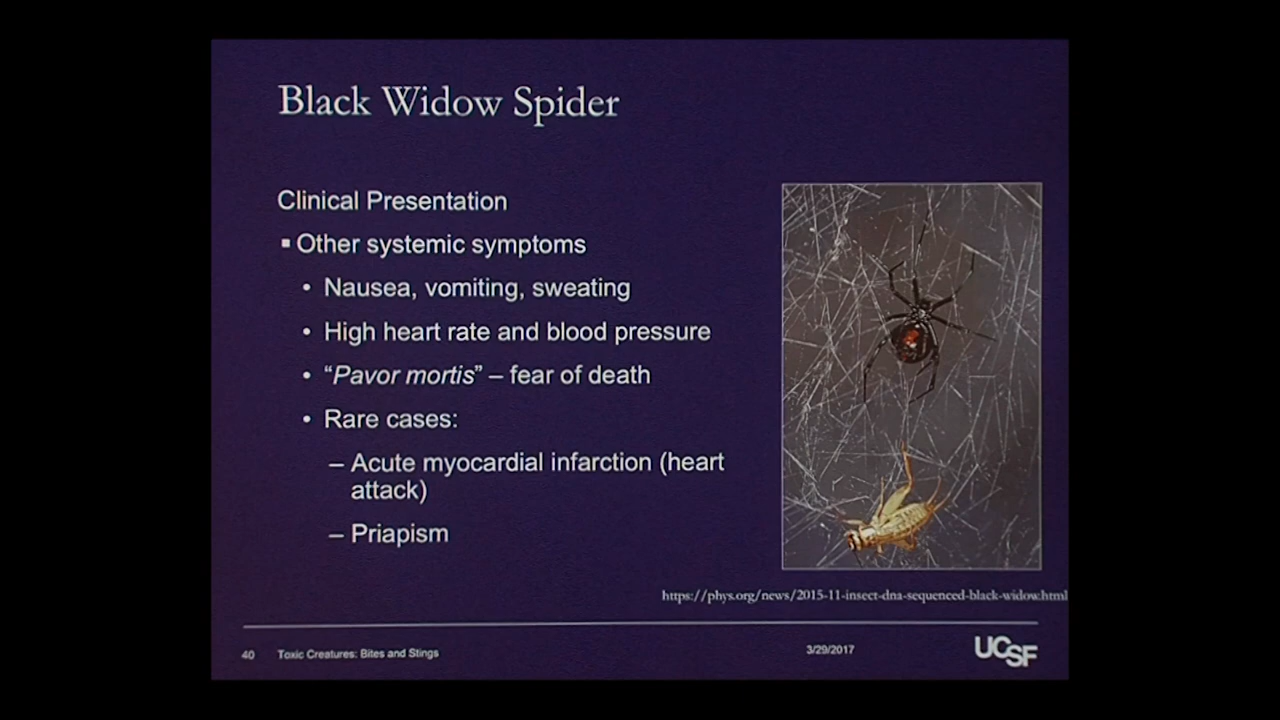 Black Widow Spider
Clinical Presentation
▪ Other systemic symptoms
• Nausea, vomiting, sweating
• High heart rate and blood pressure
• “Pavor mortis” – fear of death
• Rare cases:
– Acute myocardial infarction (heart
attack)
– Priapism
https://phys.org/news/2015-11-insect-dna-sequenced-black-widow.html
40 Toxic Creatures: Bites and Stings 3/29/2017 UCSF